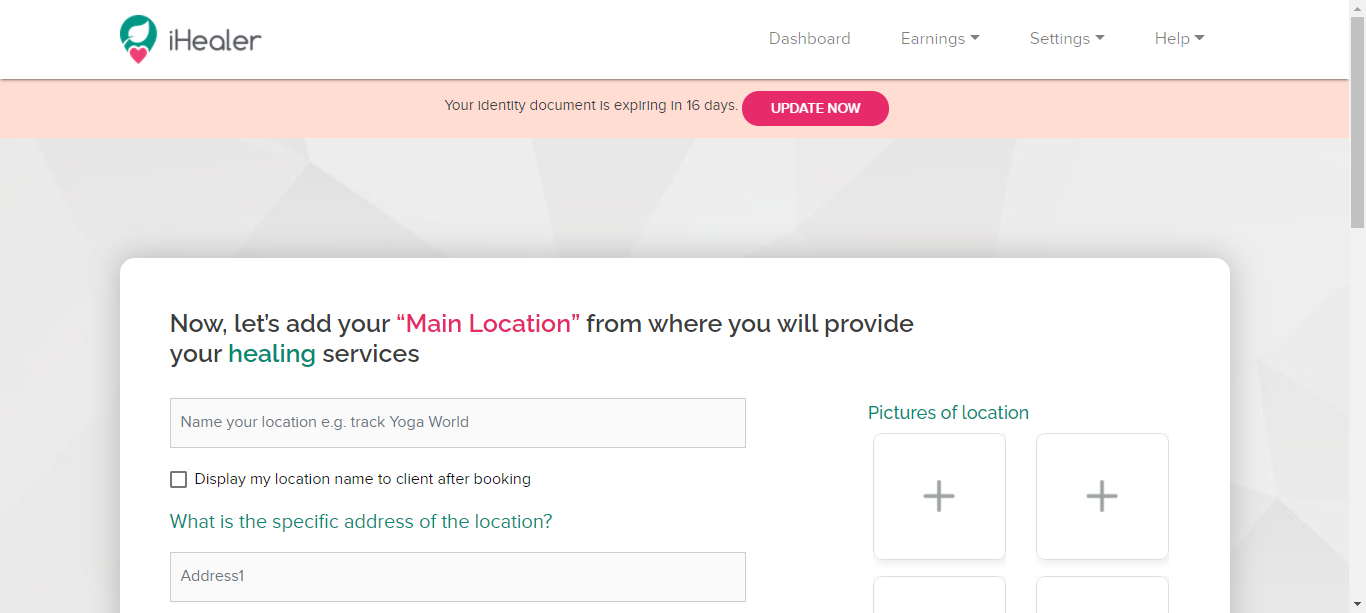 iHealer
Dashboard
Earnings
Settings
Help
Your identity document is expiring in 16 days.
UPDATE NOW
Now, let's add your “Main Location” from where you will provide
your healing services
Name your location e.g. track Yoga World
Display my location name to client after booking
What is the specific address of the location?
Address1
Pictures of location